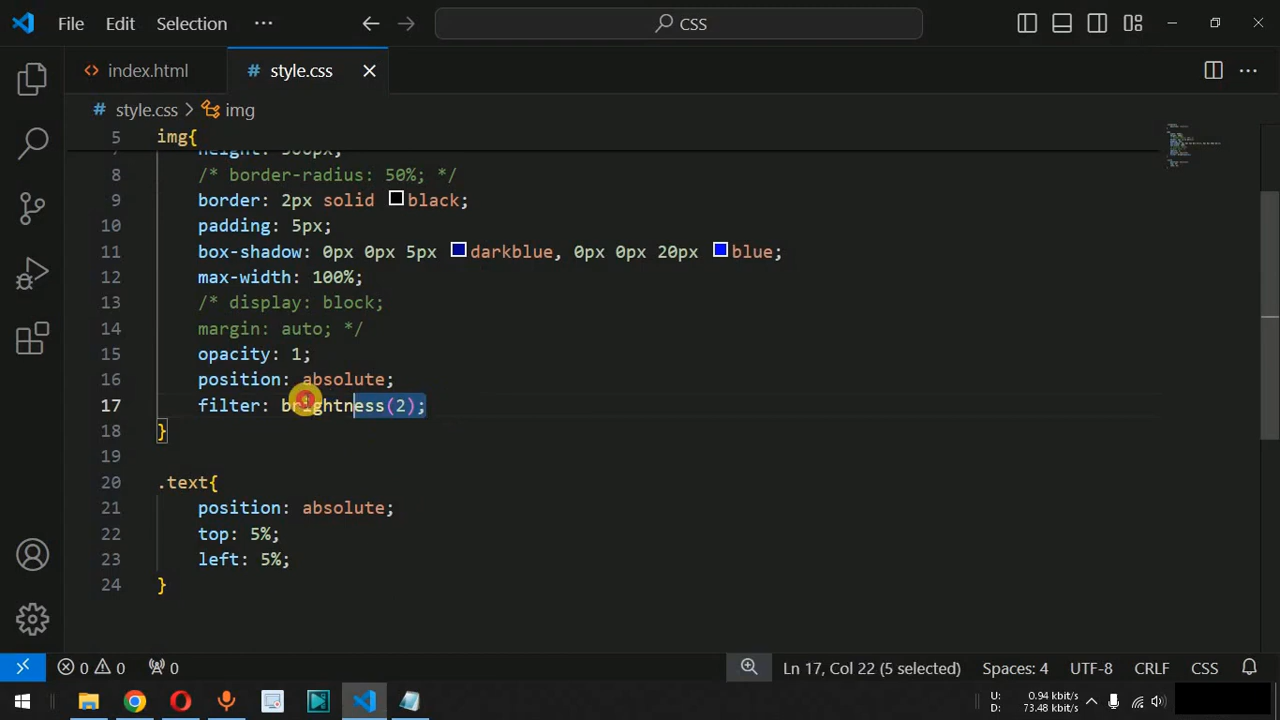 File Edit Selection ··· CSS
index.html style.css
# style.css > img
5 img{
8 /* border-radius: 50%; */
9 border: 2px solid black;
10 padding: 5px;
11 box-shadow: 0px 0px 5px darkblue, 0px 0px 20px blue;
12 max-width: 100%;
13 /* display: block;
14 margin: auto; */
15 opacity: 1;
16 position: absolute;
17 filter: brightness(2);
18 }
19
20 .text{
21 position: absolute;
22 top: 5%;
23 left: 5%;
24 }
0 0 0 Ln 17, Col 22 (5 selected) Spaces: 4 UTF-8 CRLF CSS
U: 0.94 kbit/s
D: 73.48 kbit/s